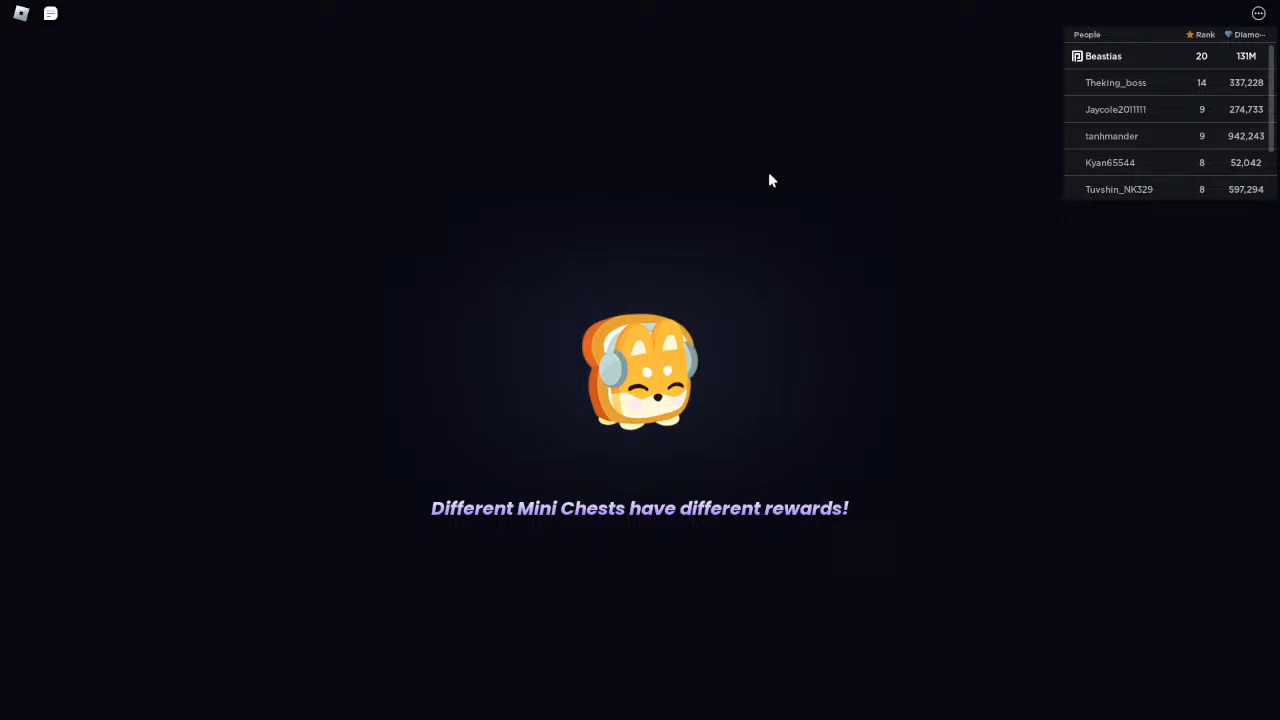 People Rank Diamo...
Beastias 20 131M
Theking_boss 14 337,228
Jaycole2011111 9 274,733
tanhmander 9 942,243
Kyan65544 8 52,042
Tuvshin_NK329 8 597,294
Different Mini Chests have different rewards!